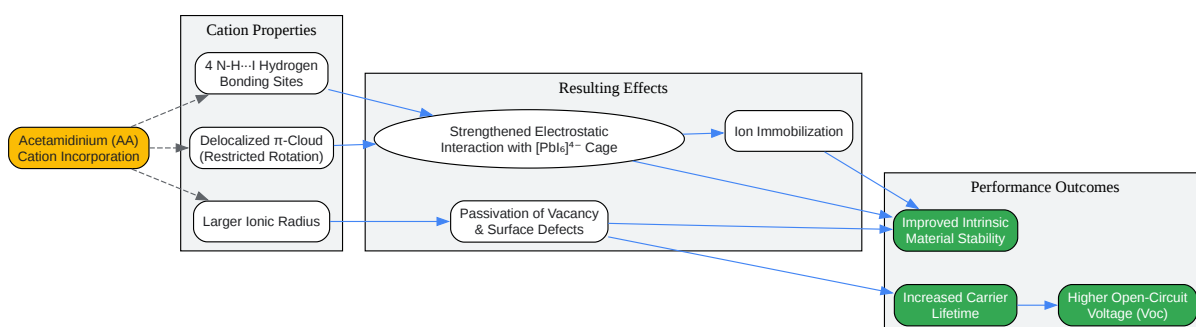 Cation Properties
4 N-H···I Hydrogen
Bonding Sites
Resulting Effects
Acetamidinium (AA)
Cation Incorporation
Delocalized π-Cloud
(Restricted Rotation)
Strengthened Electrostatic
Interaction with [PbI₆]⁴⁻ Cage
Ion Immobilization
Larger Ionic Radius
Passivation of Vacancy
& Surface Defects
Performance Outcomes
Improved Intrinsic
Material Stability
Increased Carrier
Lifetime
Higher Open-Circuit
Voltage (Voc)